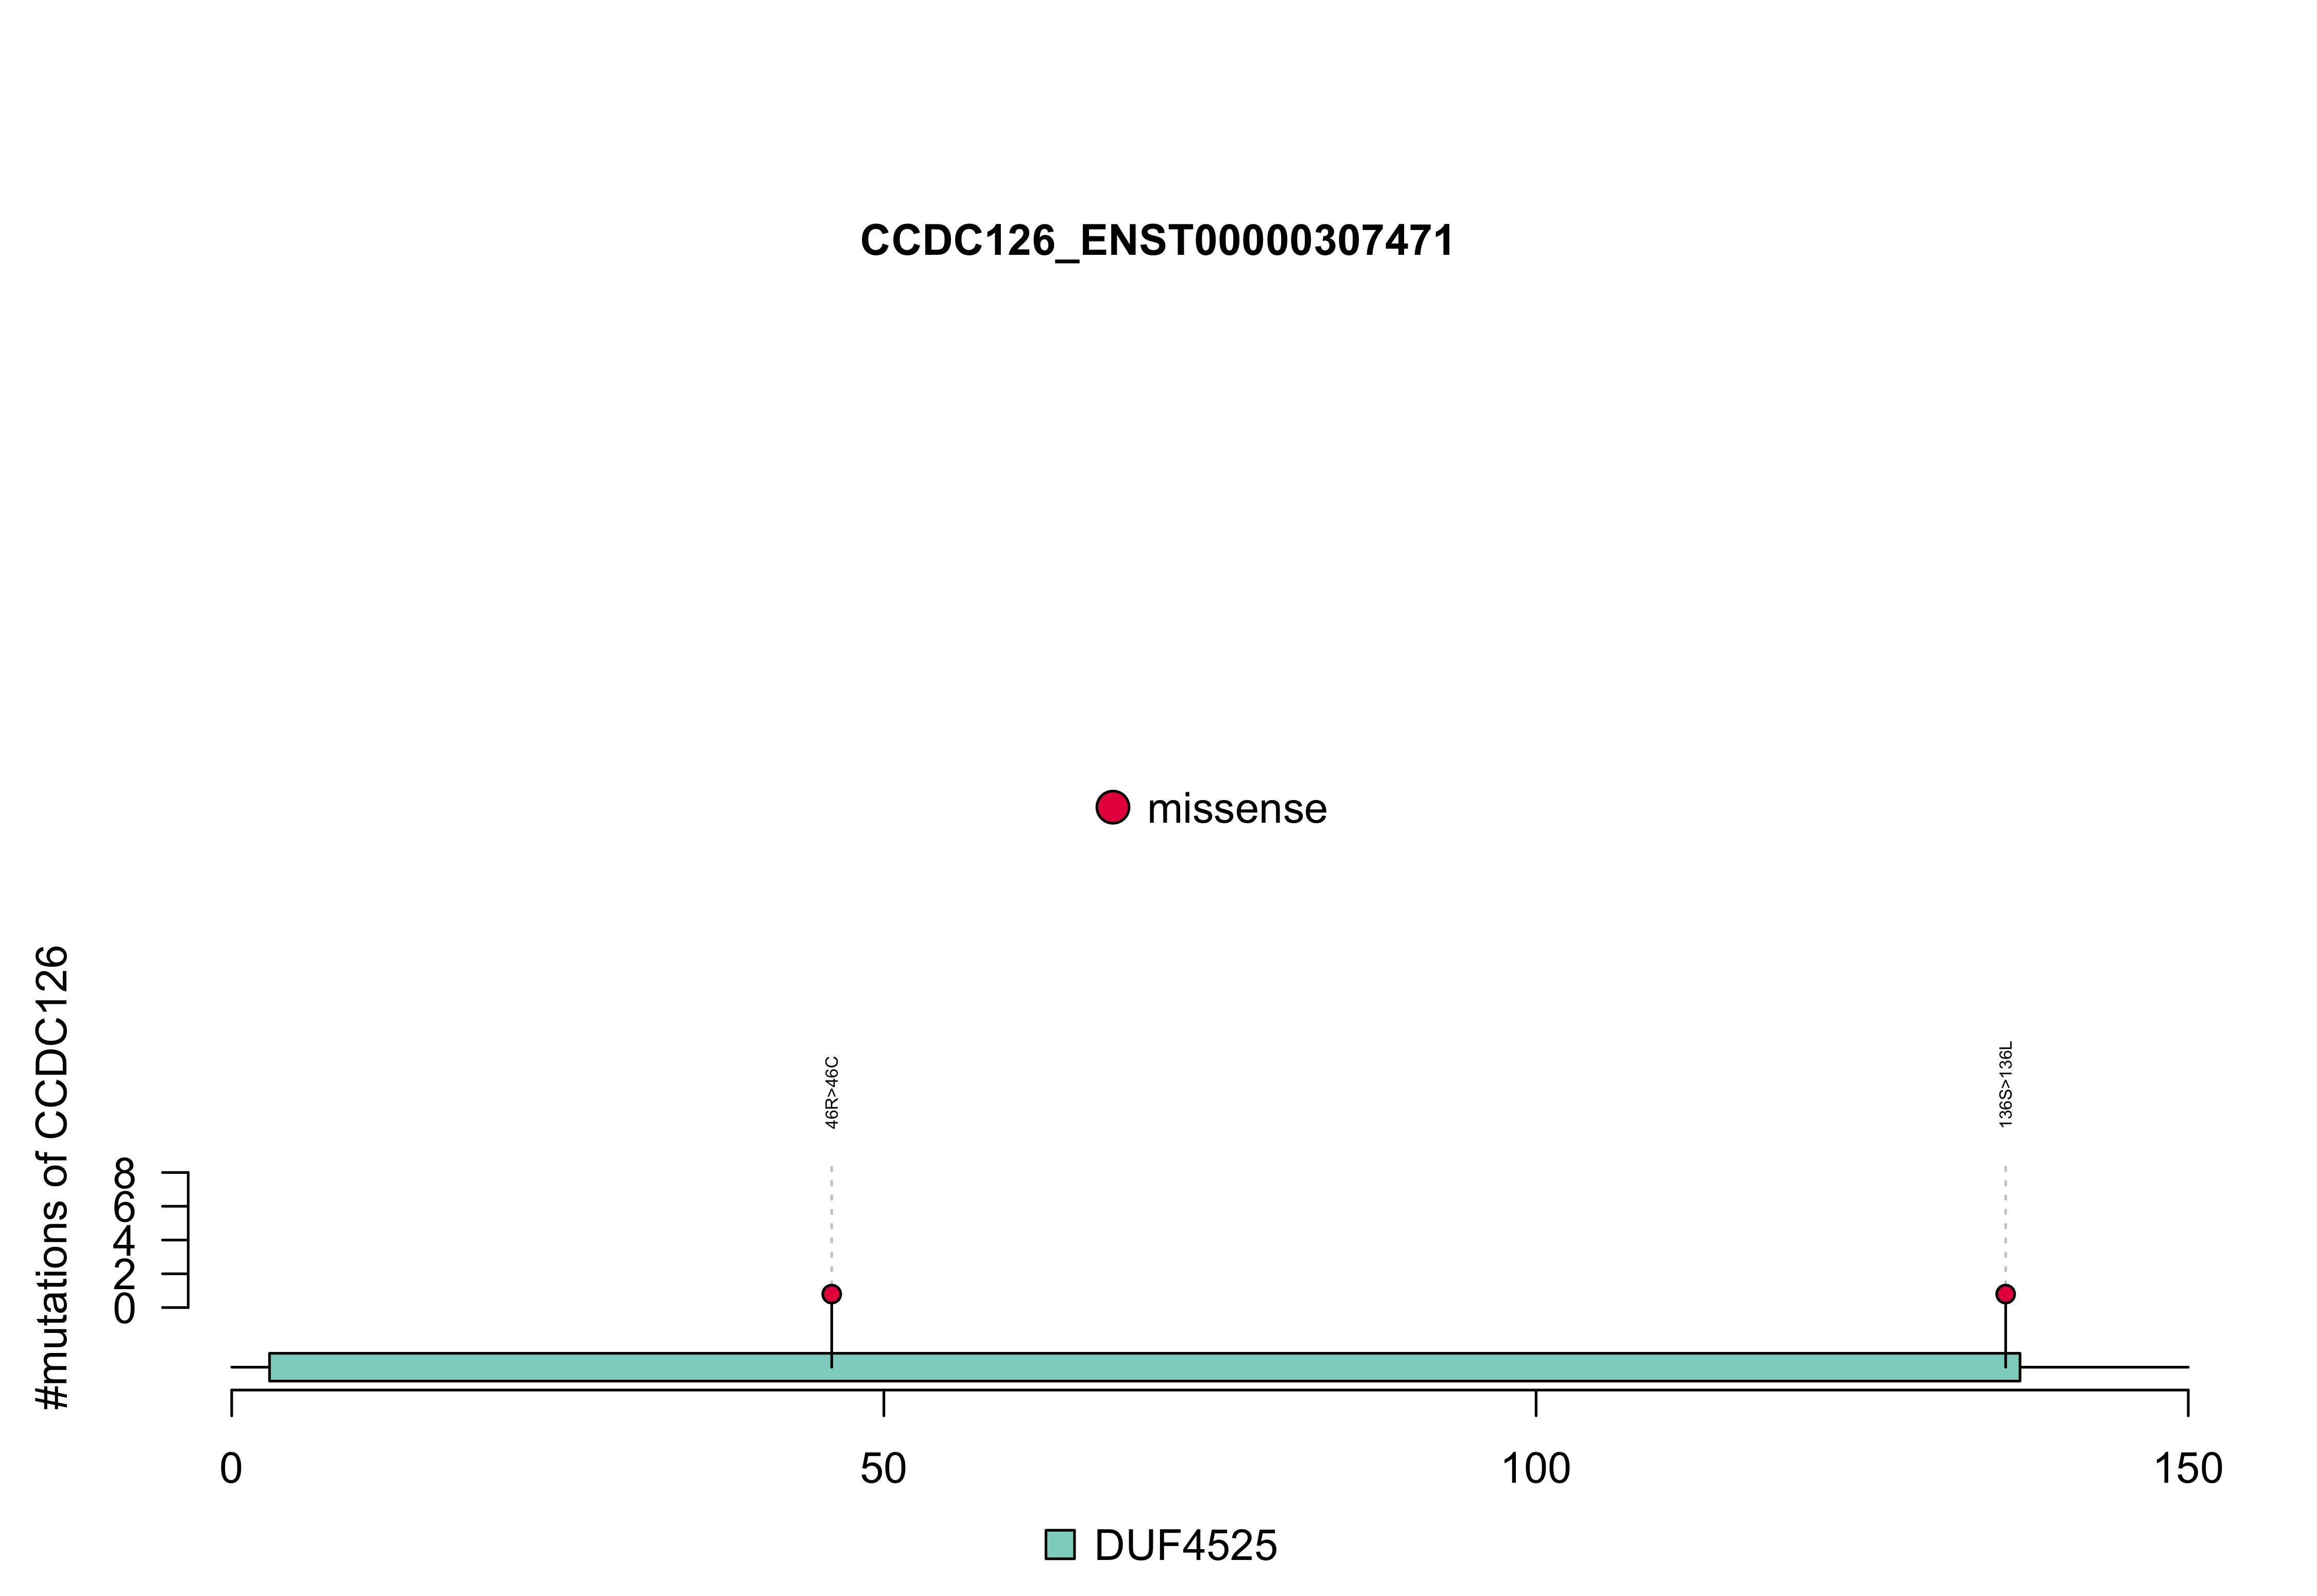 CCDC126_ENST00000307471
missense
#mutations of CCDC126
46R>46C
136S>136L
8
6
4
2
0
0 50 100 150
DUF4525